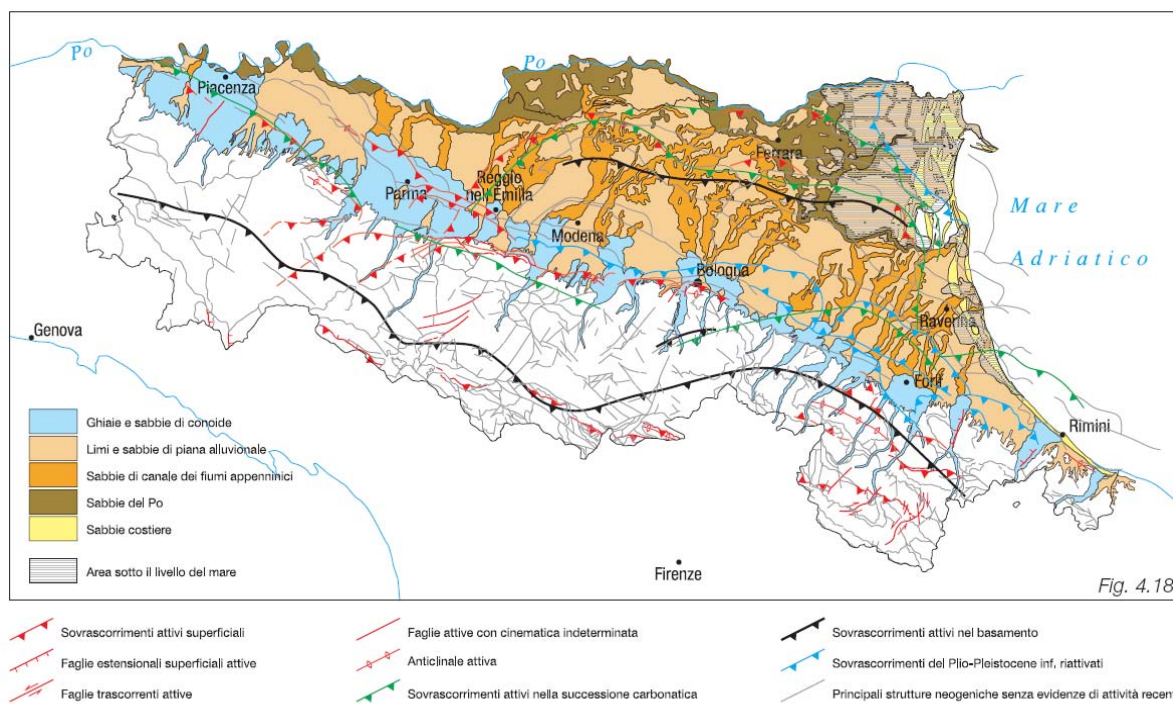 Po
Po
Piacenza
Ferrara
Parma
Reggio
nell'Emilia
Modena
Mare
Adriatico
Bologna
Ravenna
Genova
Forlì
Rimini
Firenze
Ghiaie e sabbie di conoide
Limi e sabbie di piana alluvionale
Sabbie di canale dei fiumi appenninici
Sabbie del Po
Sabbie costiere
Area sotto il livello del mare
Fig. 4.18
Sovrascorrimenti attivi superficiali
Faglie estensionali superficiali attive
Faglie trascorrenti attive
Faglie attive con cinematica indeterminata
Anticlinale attiva
Sovrascorrimenti attivi nella successione carbonatica
Sovrascorrimenti attivi nel basamento
Sovrascorrimenti del Plio-Pleistocene inf. riattivati
Principali strutture neogeniche senza evidenze di attività recent